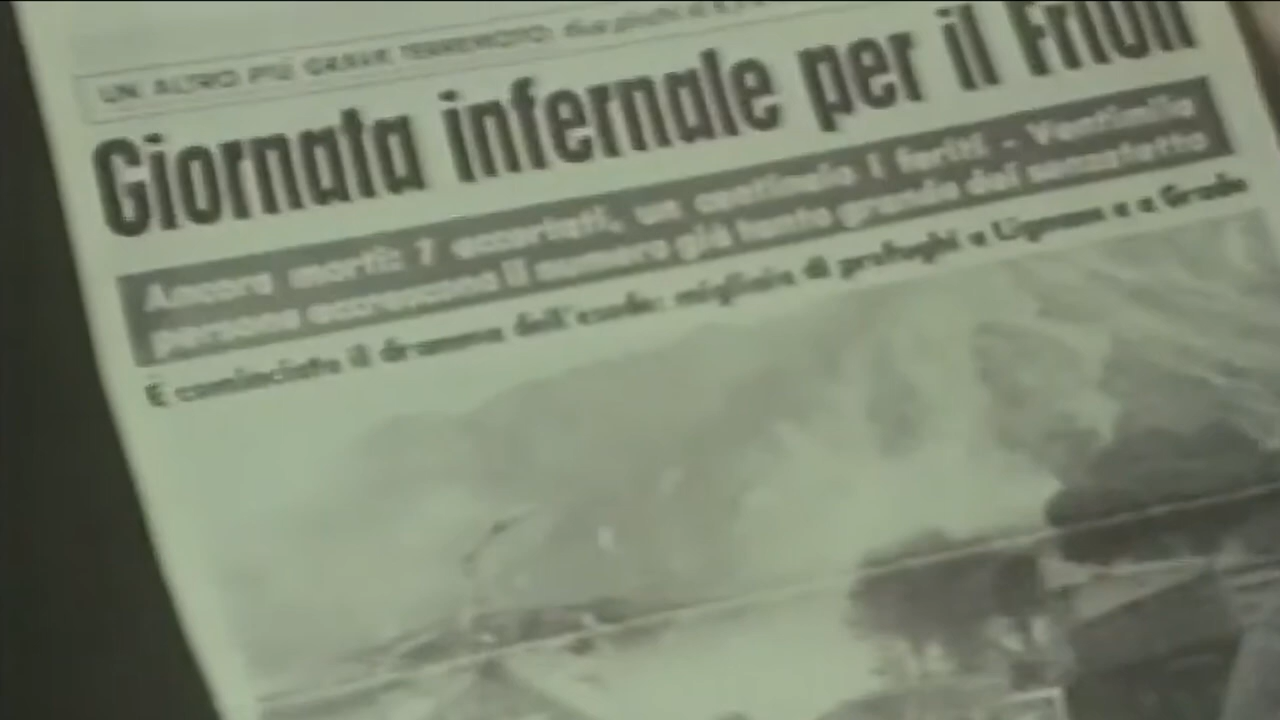 UN ALTRO PIÙ GRAVE TERREMOTO: due
Giornata infernale per il Friuli
Ancora morti: 7 accertati, un centinaio i feriti - Ventimila
persone accrescono il numero già tanto grande dei senzatetto
È cominciato il dramma dell'esodo: migliaia di profughi a Lignano e a Grado